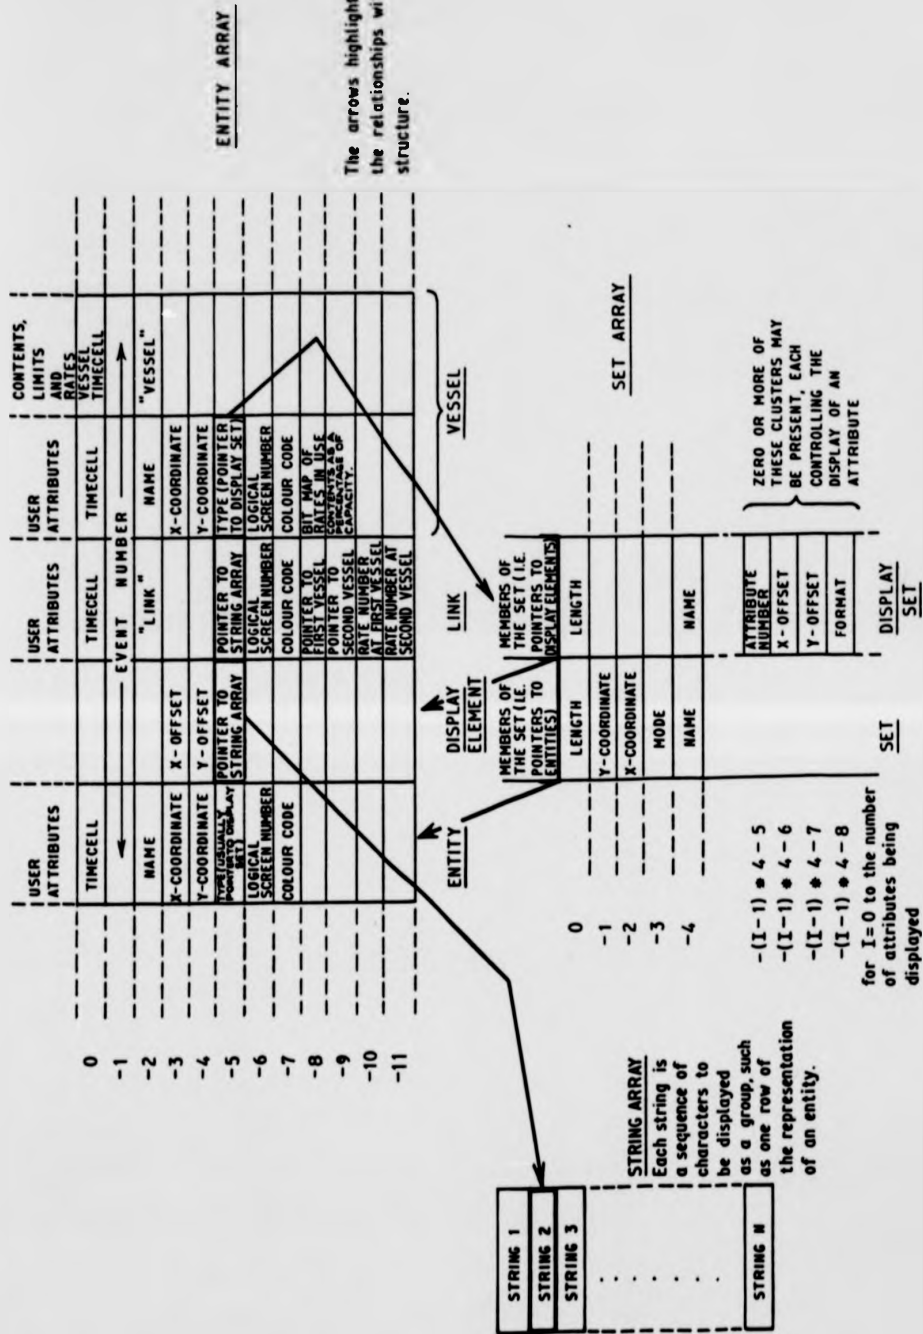 ENTITY ARRAY
The arrows highlight
the relationships wi
structure.
USER
ATTRIBUTES
USER
ATTRIBUTES
USER
ATTRIBUTES
CONTENTS,
LIMITS
AND
RATES
VESSEL
TIMECELL
0
TIMECELL
TIMECELL
TIMECELL
-1
EVENT NUMBER
-2
NAME
"LINK"
NAME
"VESSEL"
-3
X-COORDINATE
X-OFFSET
X-COORDINATE
-4
Y-COORDINATE
Y-OFFSET
Y-COORDINATE
-5
TYPE (USUALLY
POINTER TO DISPLAY
SET)
POINTER TO
STRING ARRAY
POINTER TO
STRING ARRAY
TYPE (POINTER
TO DISPLAY SET)
-6
LOGICAL
SCREEN NUMBER
LOGICAL
SCREEN NUMBER
LOGICAL
SCREEN NUMBER
-7
COLOUR CODE
COLOUR CODE
COLOUR CODE
-8
POINTER TO
FIRST VESSEL
BIT MAP OF
RATES IN USE
-9
POINTER TO
SECOND VESSEL
CONTENTS AS A
PERCENTAGE OF
CAPACITY.
-10
RATE NUMBER
AT FIRST VESSEL
-11
RATE NUMBER AT
SECOND VESSEL
ENTITY
DISPLAY
ELEMENT
LINK
VESSEL
SET ARRAY
MEMBERS OF
THE SET (I.E.
POINTERS TO
ENTITIES)
MEMBERS OF
THE SET (I.E.
POINTERS TO
DISPLAY ELEMENTS)
0
LENGTH
LENGTH
-1
Y-COORDINATE
-2
X-COORDINATE
-3
MODE
-4
NAME
NAME
-(I-1) * 4 - 5
ATTRIBUTE
NUMBER
-(I-1) * 4 - 6
X-OFFSET
-(I-1) * 4 - 7
Y-OFFSET
-(I-1) * 4 - 8
FORMAT
for I=0 to the number
of attributes being
displayed
SET
DISPLAY
SET
ZERO OR MORE OF
THESE CLUSTERS MAY
BE PRESENT, EACH
CONTROLLING THE
DISPLAY OF AN
ATTRIBUTE
STRING 1
STRING 2
STRING 3
STRING N
STRING ARRAY
Each string is
a sequence of
characters to
be displayed
as a group, such
as one row of
the representation
of an entity.